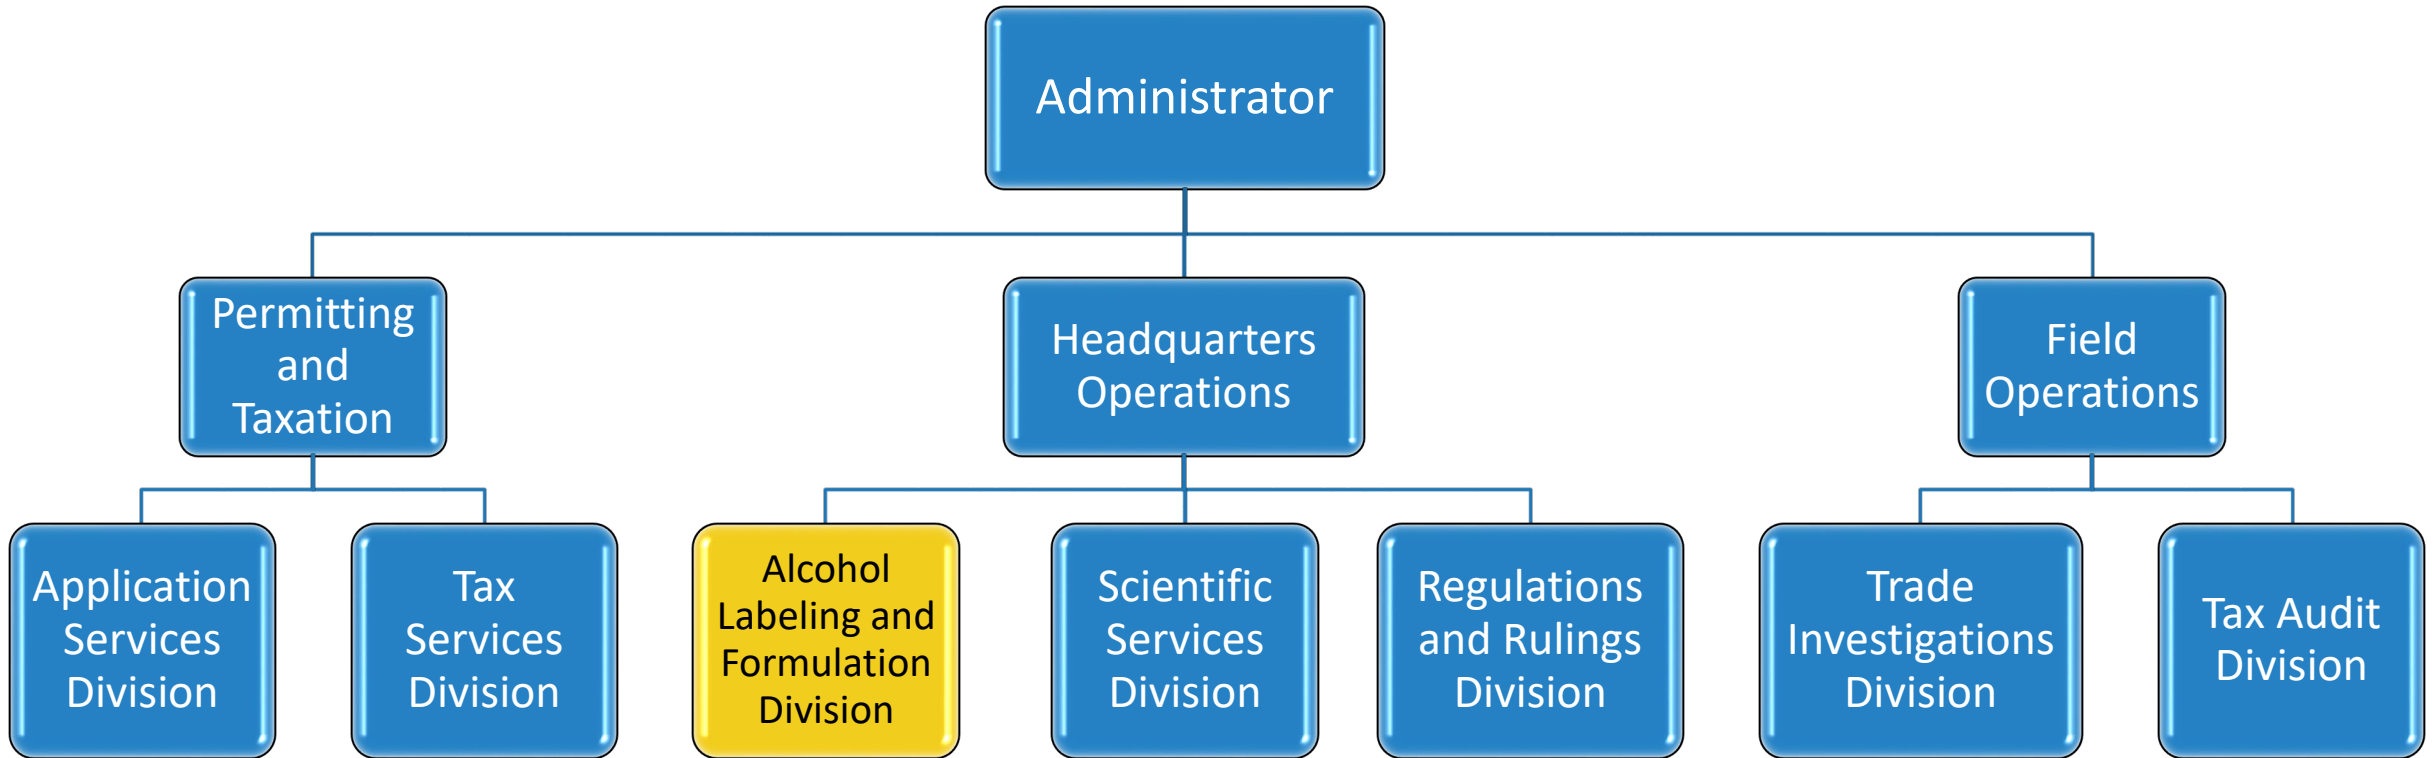 Administrator
Permitting
and
Taxation
Headquarters
Operations
Field
Operations
Application
Services
Division
Tax
Services
Division
Alcohol
Labeling and
Formulation
Division
Scientific
Services
Division
Regulations
and Rulings
Division
Trade
Investigations
Division
Tax Audit
Division